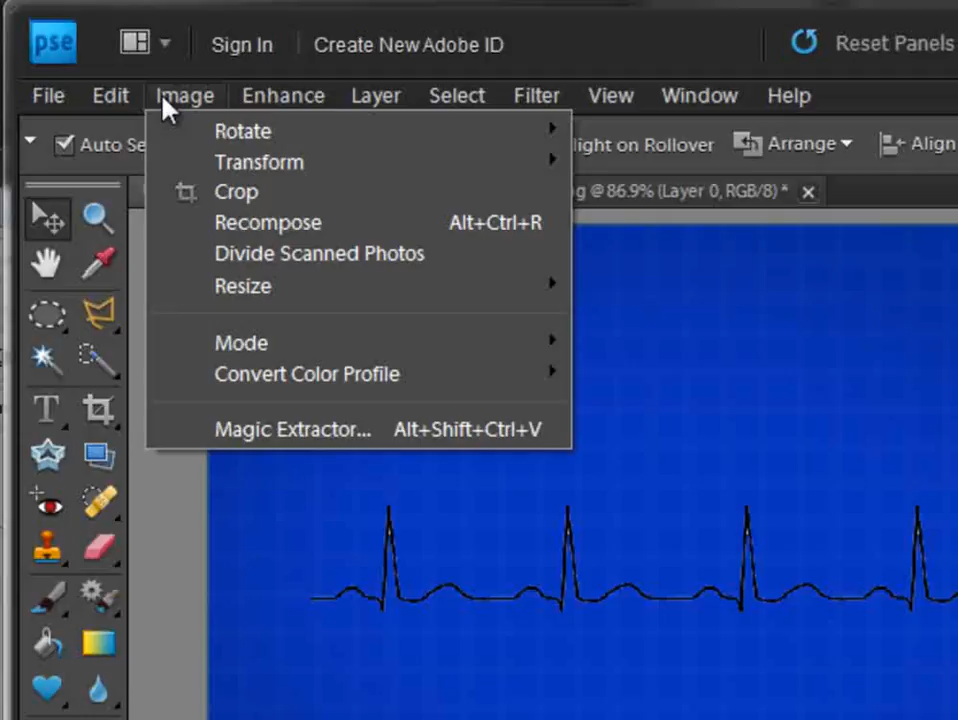 pse
Sign In
Create New Adobe ID
Reset Panels
File Edit Image Enhance Layer Select Filter View Window Help
Auto Se
light on Rollover
Arrange
Align
g @ 86.9% (Layer 0, RGB/8) *
Rotate
Transform
Crop
Recompose Alt+Ctrl+R
Divide Scanned Photos
Resize
Mode
Convert Color Profile
Magic Extractor... Alt+Shift+Ctrl+V
T